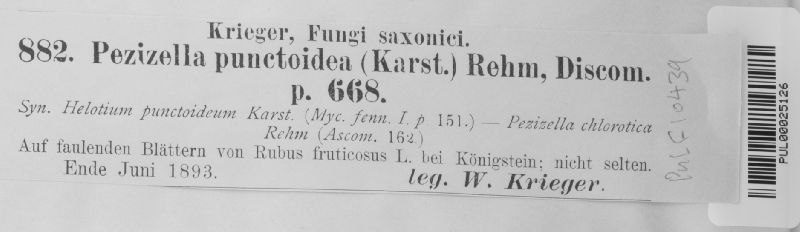 Krieger, Fungi saxonici.
882. Pezizella punctoidea (Karst.) Rehm, Discom.
p. 668.
Syn. Helotium punctoideum Karst. (Myc. fenn. I. p. 151.) — Pezizella chlorotica
Rehm (Ascom. 162)
Auf faulenden Blättern von Rubus fruticosus L. bei Königstein; nicht selten.
Ende Juni 1893.
leg. W. Krieger.
PULF10439
PUL00025126